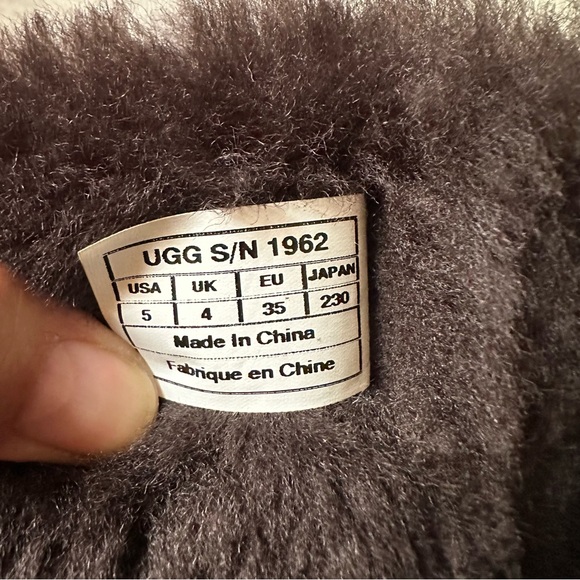 UGG S/N 1962
USA UK EU JAPAN
5 4 35 230
Made In China
Fabrique en Chine